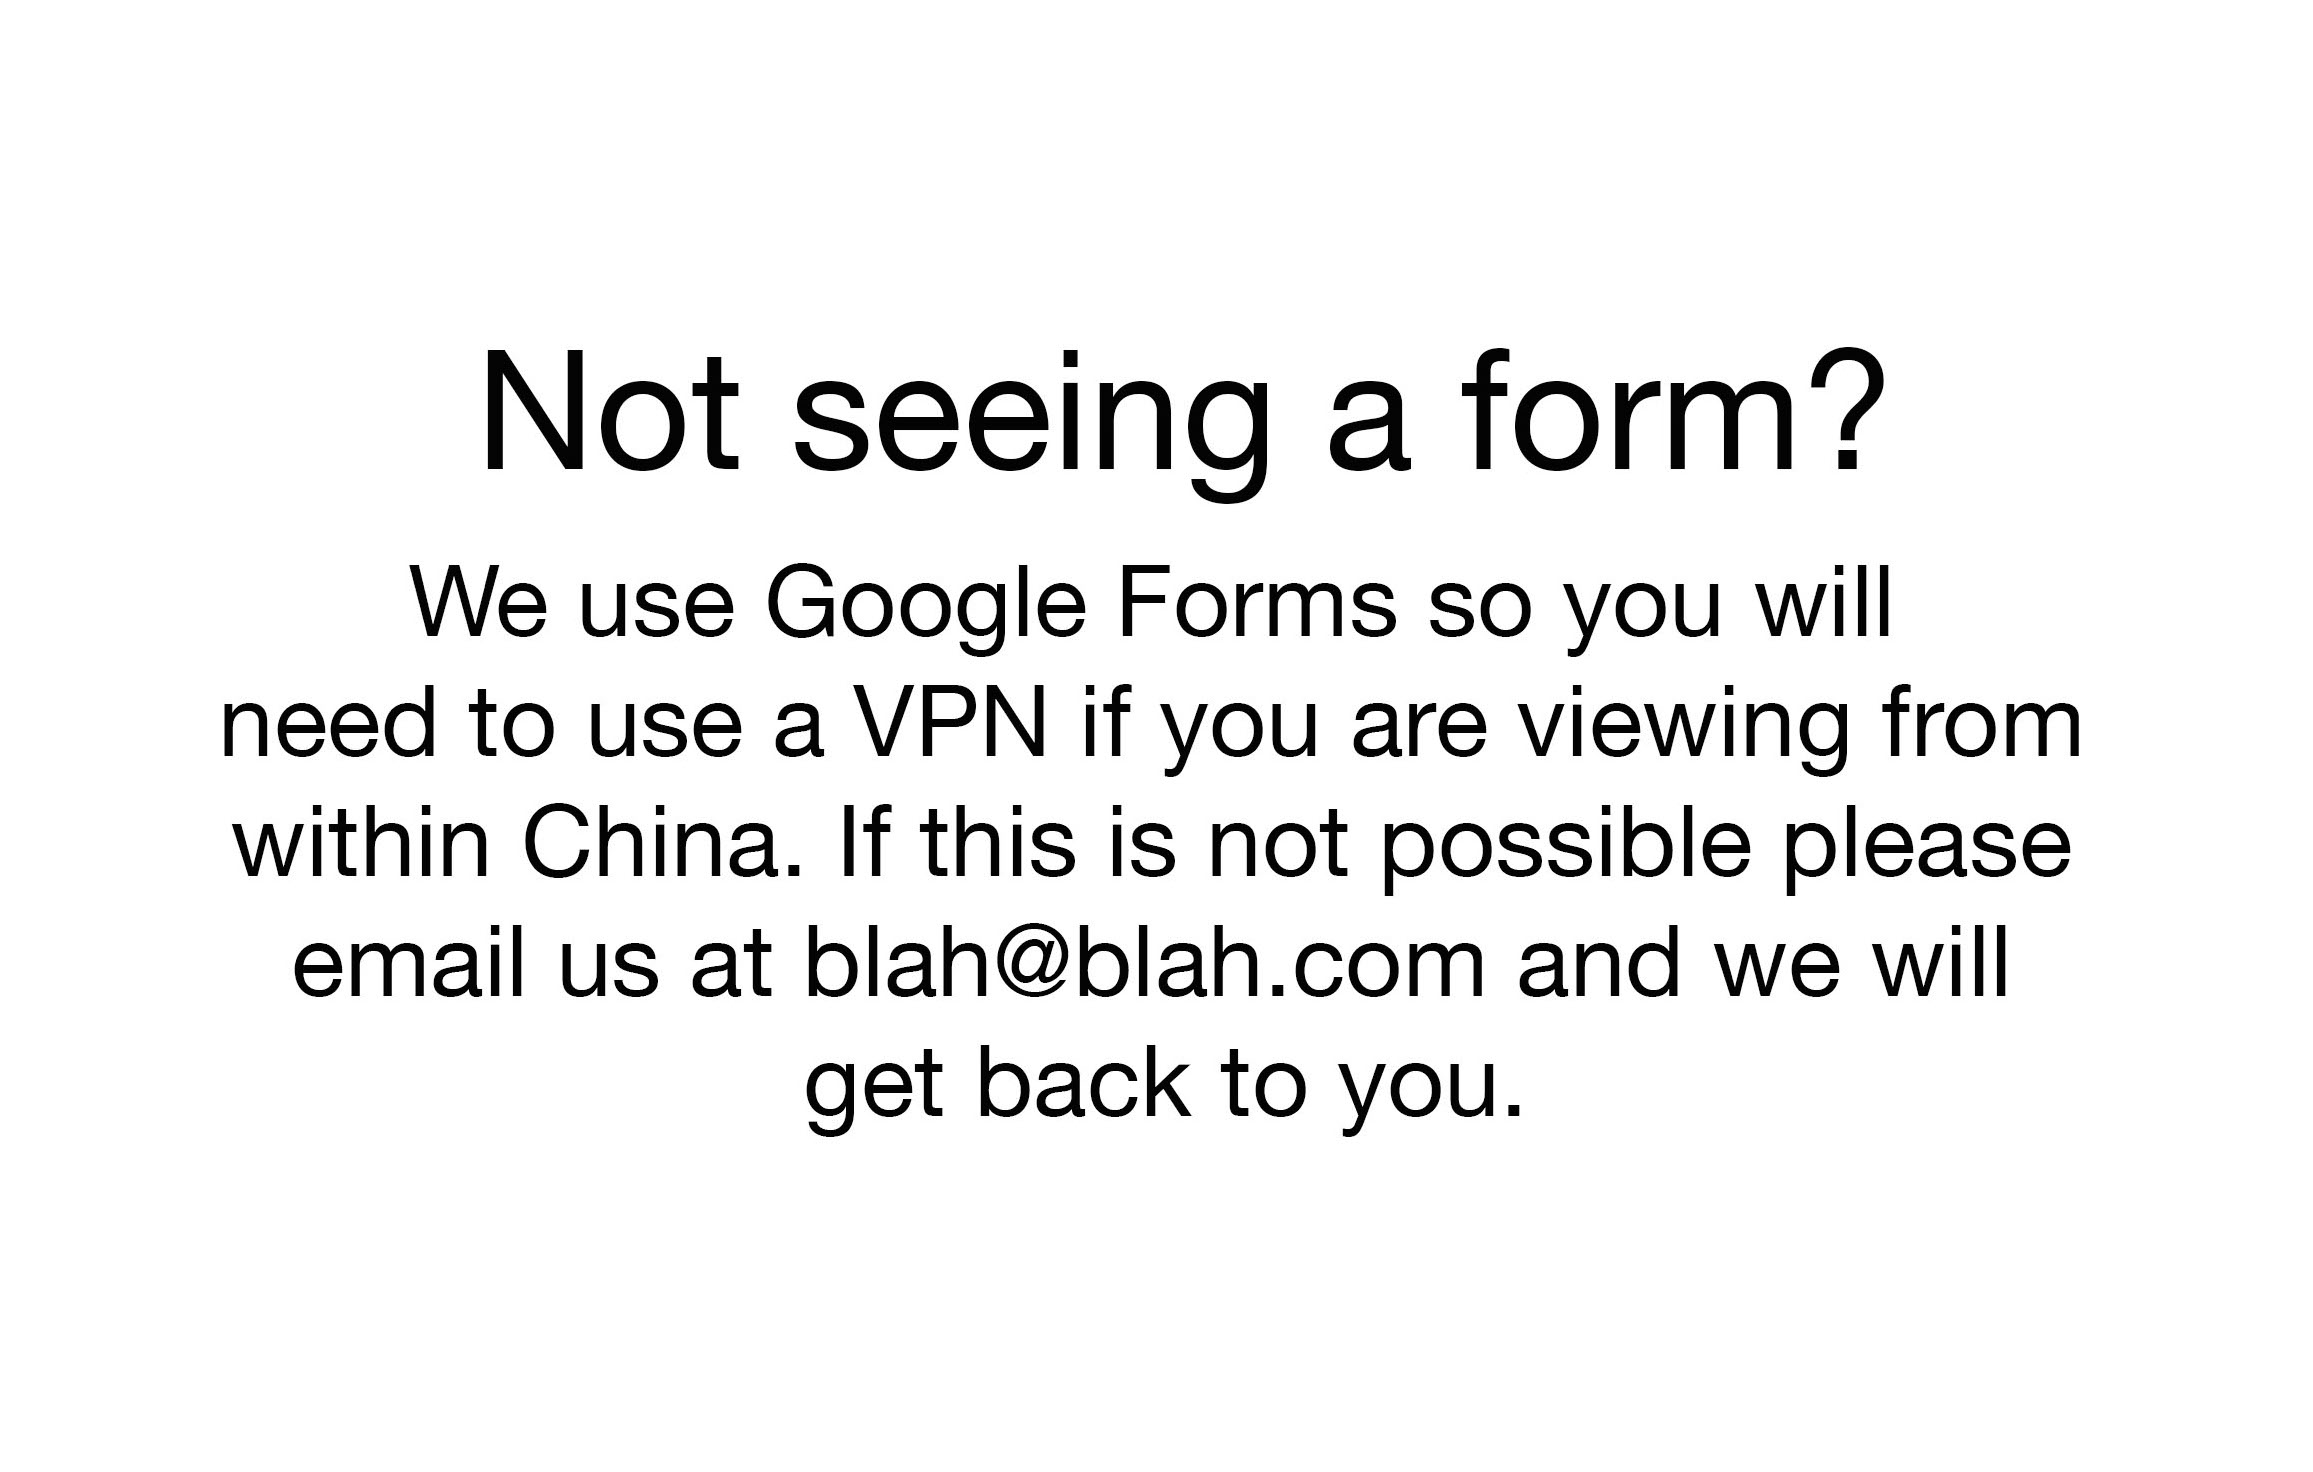 Not seeing a form?
We use Google Forms so you will
need to use a VPN if you are viewing from
within China. If this is not possible please
email us at blah@blah.com and we will
get back to you.